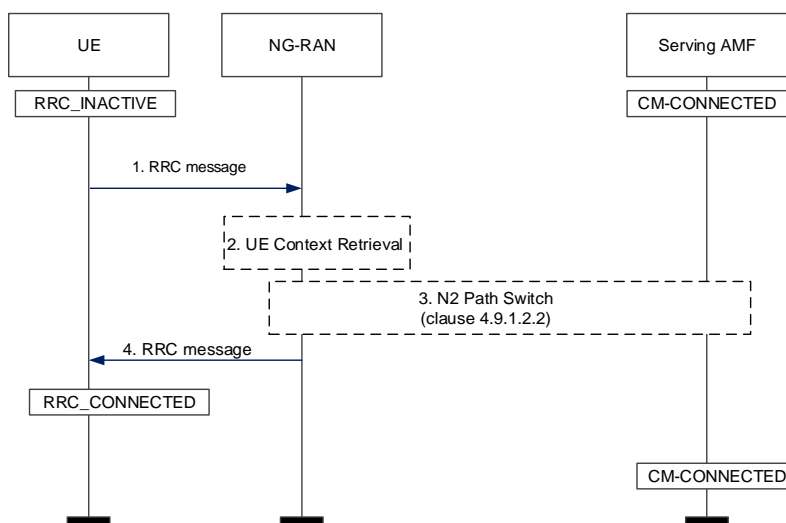 UE
NG-RAN
Serving AMF
RRC_INACTIVE
CM-CONNECTED
1. RRC message
2. UE Context Retrieval
3. N2 Path Switch
(clause 4.9.1.2.2)
4. RRC message
RRC_CONNECTED
CM-CONNECTED